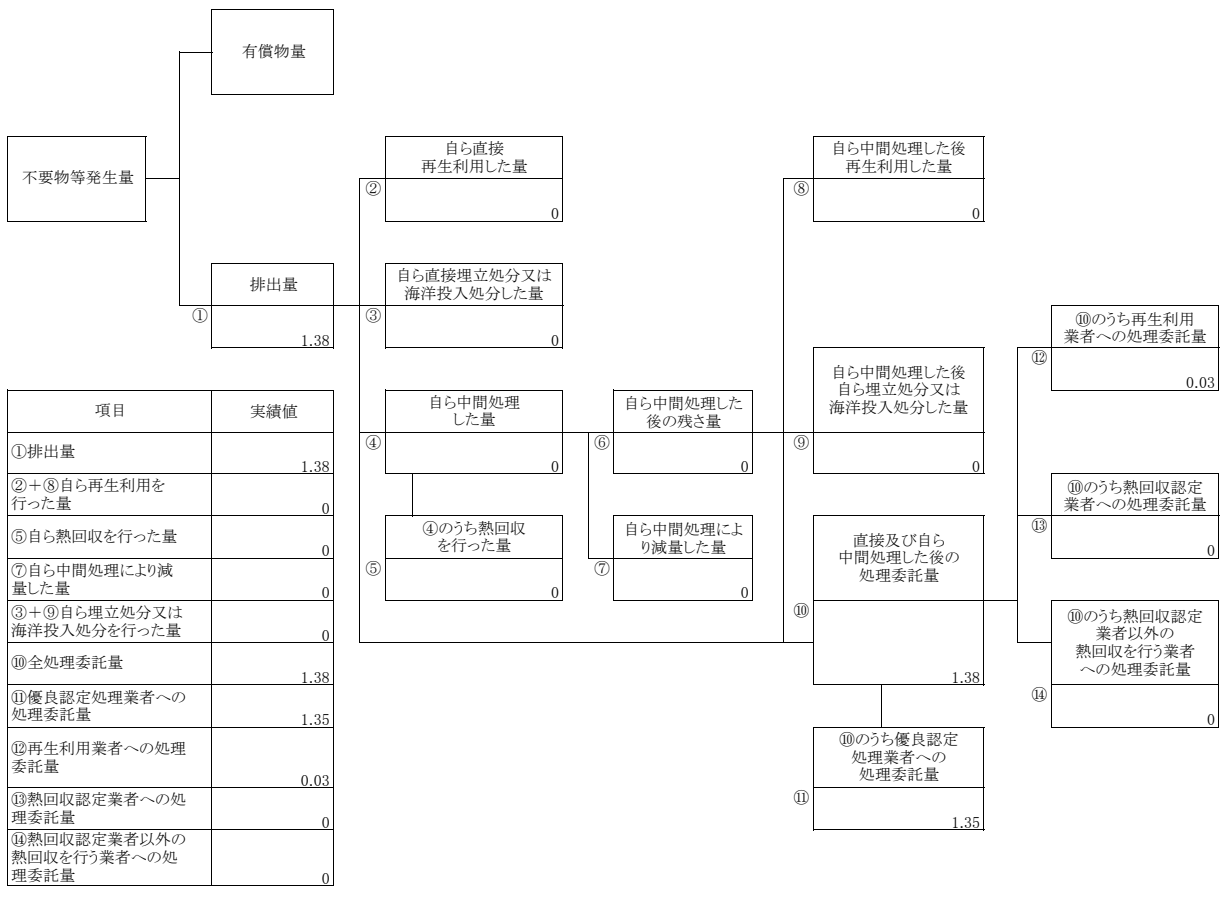 有償物量
不要物等発生量
排出量
①
1.38
自ら直接
再生利用した量
②
0
自ら直接埋立処分又は
海洋投入処分した量
③
0
自ら中間処理
した量
④
0
④のうち熱回収
を行った量
⑤
0
自ら中間処理した
後の残さ量
⑥
0
自ら中間処理によ
り減量した量
⑦
0
自ら中間処理した後
再生利用した量
⑧
0
自ら中間処理した後
自ら埋立処分又は
海洋投入処分した量
⑨
0
直接及び自ら
中間処理した後の
処理委託量
⑩
1.38
⑩のうち優良認定
処理業者への
処理委託量
⑪
1.35
⑩のうち再生利用
業者への処理委託量
⑫
0.03
⑩のうち熱回収認定
業者への処理委託量
⑬
0
⑩のうち熱回収認定
業者以外の
熱回収を行う業者
への処理委託量
⑭
0
項目 実績値
①排出量
1.38
②＋⑧自ら再生利用を
行った量
0
⑤自ら熱回収を行った量
0
⑦自ら中間処理により減
量した量
0
③＋⑨自ら埋立処分又は
海洋投入処分を行った量
0
⑩全処理委託量
1.38
⑪優良認定処理業者への
処理委託量
1.35
⑫再生利用業者への処理
委託量
0.03
⑬熱回収認定業者への処
理委託量
0
⑭熱回収認定業者以外の
熱回収を行う業者への処
理委託量
0